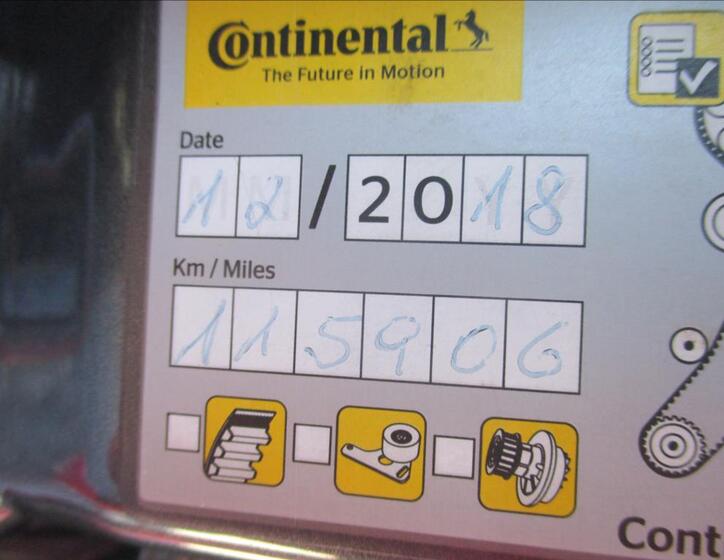 Continental
The Future in Motion
Date
12/2018
Km / Miles
115906
Cont